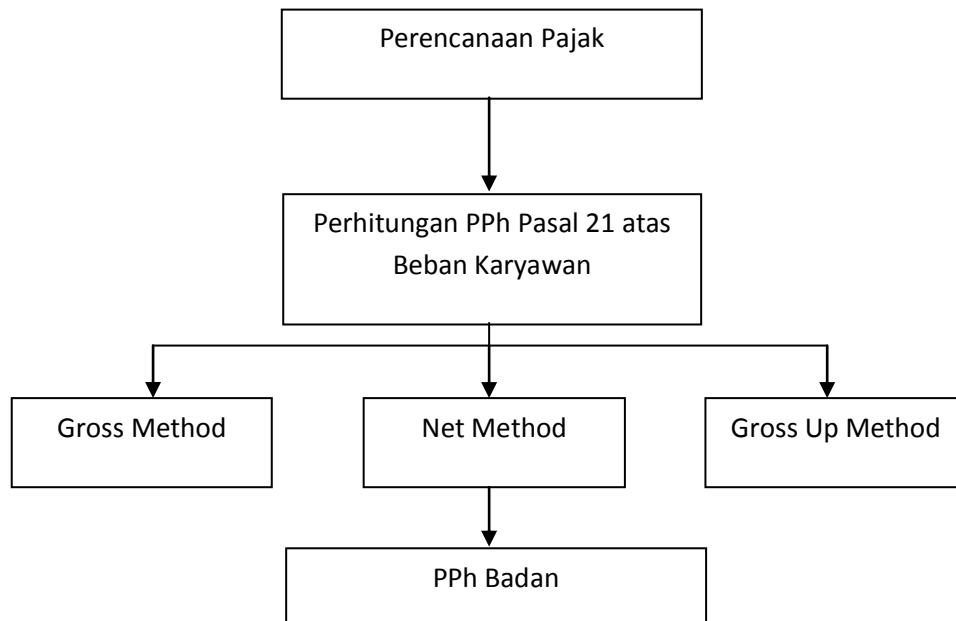 Perencanaan Pajak
Perhitungan PPh Pasal 21 atas
Beban Karyawan
Gross Method
Net Method
Gross Up Method
PPh Badan